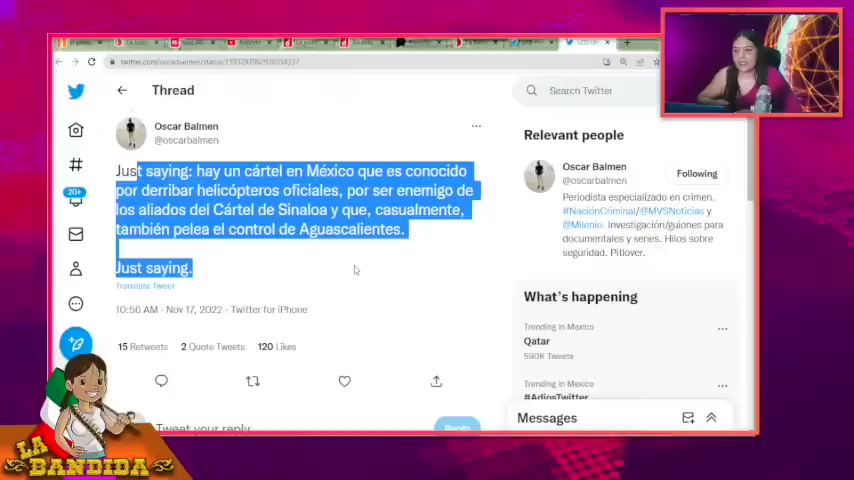 Thread
Search Twitter
Oscar Balmen
@oscarbalmen
Just saying: hay un cártel en México que es conocido
por derribar helicópteros oficiales, por ser enemigo de
los aliados del Cártel de Sinaloa y que, casualmente,
también pelea el control de Aguascalientes.
Just saying.
Translate Tweet
10:56 AM · Nov 17, 2022 · Twitter for iPhone
15 Retweets 2 Quote Tweets 120 Likes
Tweet your reply
Reply
20+
Relevant people
Oscar Balmen
@oscarbalmen
Following
Periodista especializado en crimen.
#NaciónCriminal/@MVSNoticias y
@Milenio. Investigación/guiones para
documentales y series. Hilos sobre
seguridad. Pitlover.
What's happening
Trending in Mexico
Qatar
590K Tweets
Trending in Mexico
#AdiosTwitter
Messages
LA
BANDIDA